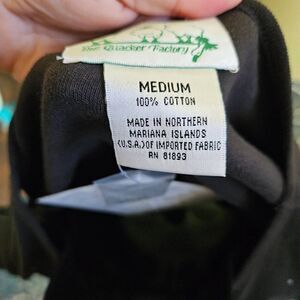 The Quacker Factory
MEDIUM
100% COTTON
MADE IN NORTHERN
MARIANA ISLANDS
(U.S.A.) OF IMPORTED FABRIC
RN 81893